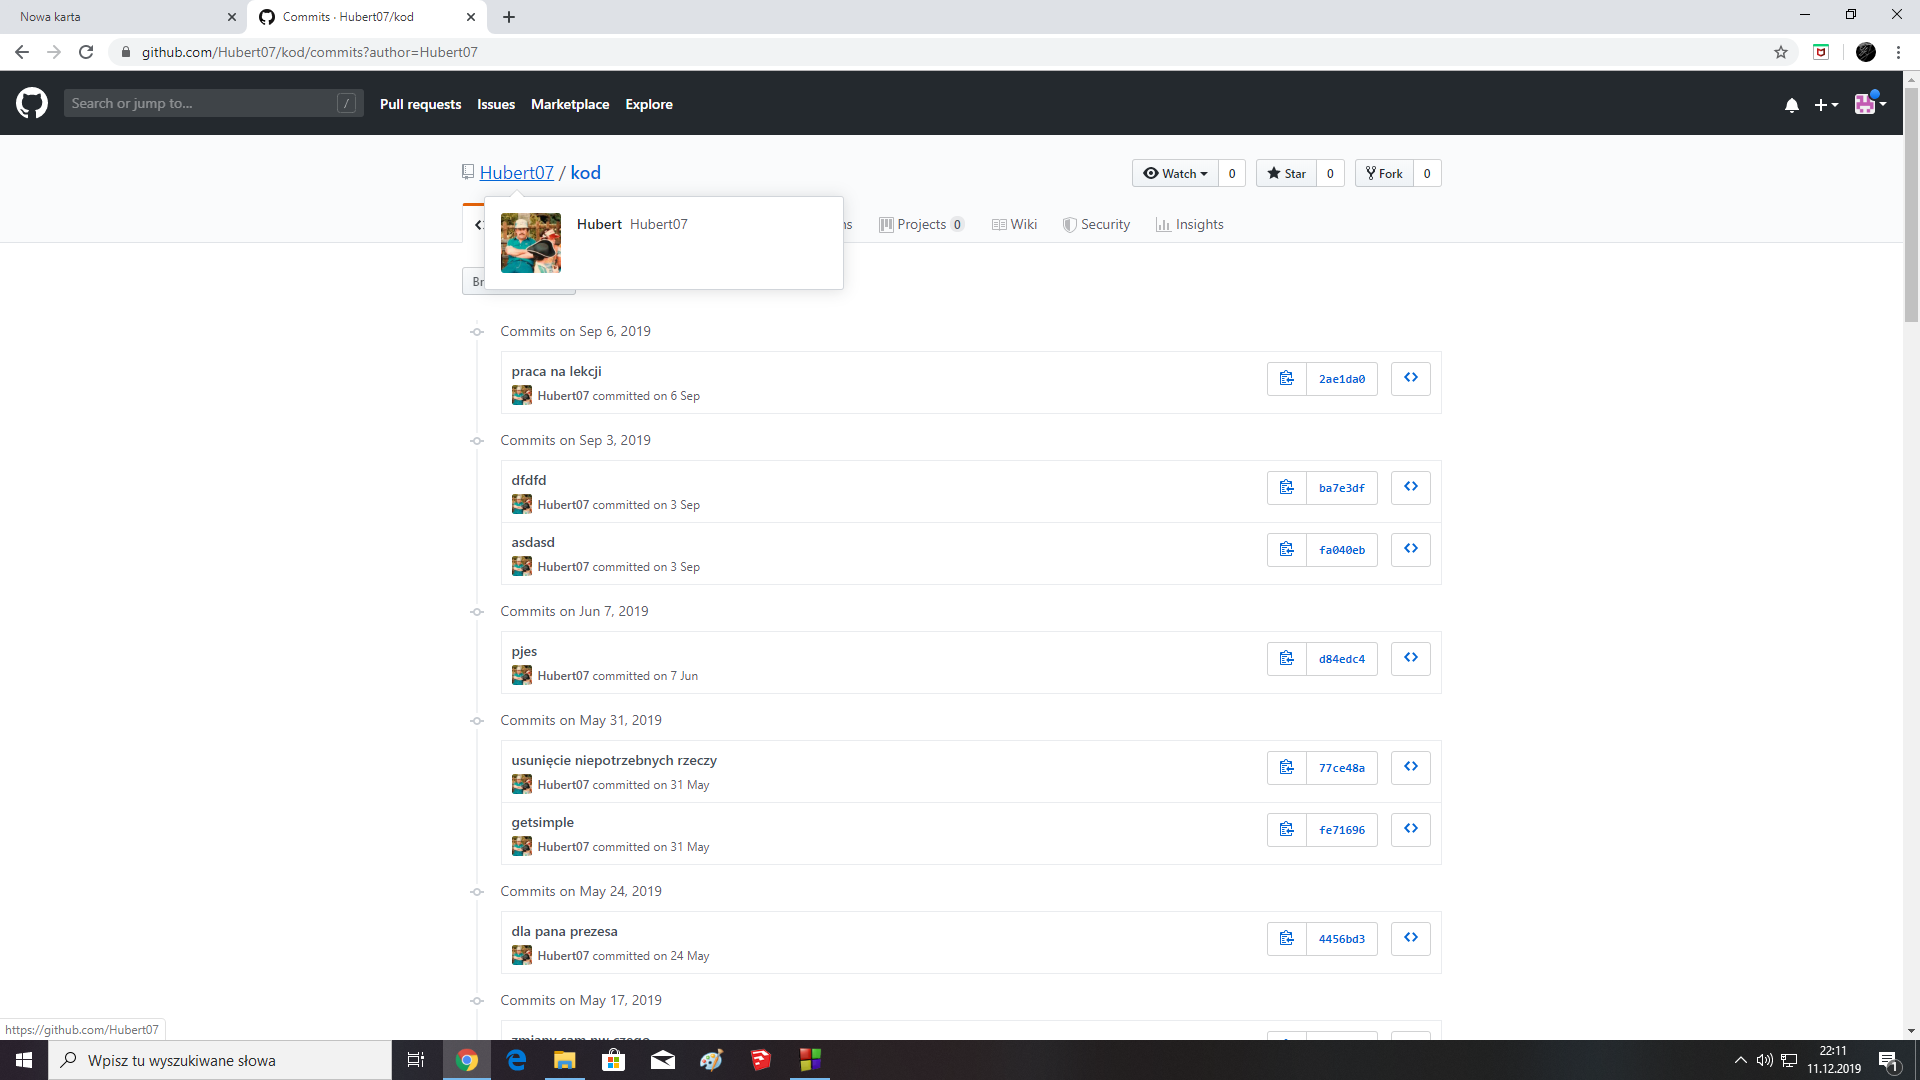 Nowa karta
Commits · Hubert07/kod
github.com/Hubert07/kod/commits?author=Hubert07
Search or jump to...
/
Pull requests
Issues
Marketplace
Explore
Hubert07 / kod
Watch 0
Star 0
Fork 0
Hubert Hubert07
Projects 0
Wiki
Security
Insights
Commits on Sep 6, 2019
praca na lekcji
2ae1da0
Hubert07 committed on 6 Sep
Commits on Sep 3, 2019
dfdfd
ba7e3df
Hubert07 committed on 3 Sep
asdasd
fa040eb
Hubert07 committed on 3 Sep
Commits on Jun 7, 2019
pjes
d84edc4
Hubert07 committed on 7 Jun
Commits on May 31, 2019
usunięcie niepotrzebnych rzeczy
77ce48a
Hubert07 committed on 31 May
getsimple
fe71696
Hubert07 committed on 31 May
Commits on May 24, 2019
dla pana prezesa
4456bd3
Hubert07 committed on 24 May
Commits on May 17, 2019
zmiany sam nw czego
https://github.com/Hubert07
Wpisz tu wyszukiwane słowa
22:11
11.12.2019
1